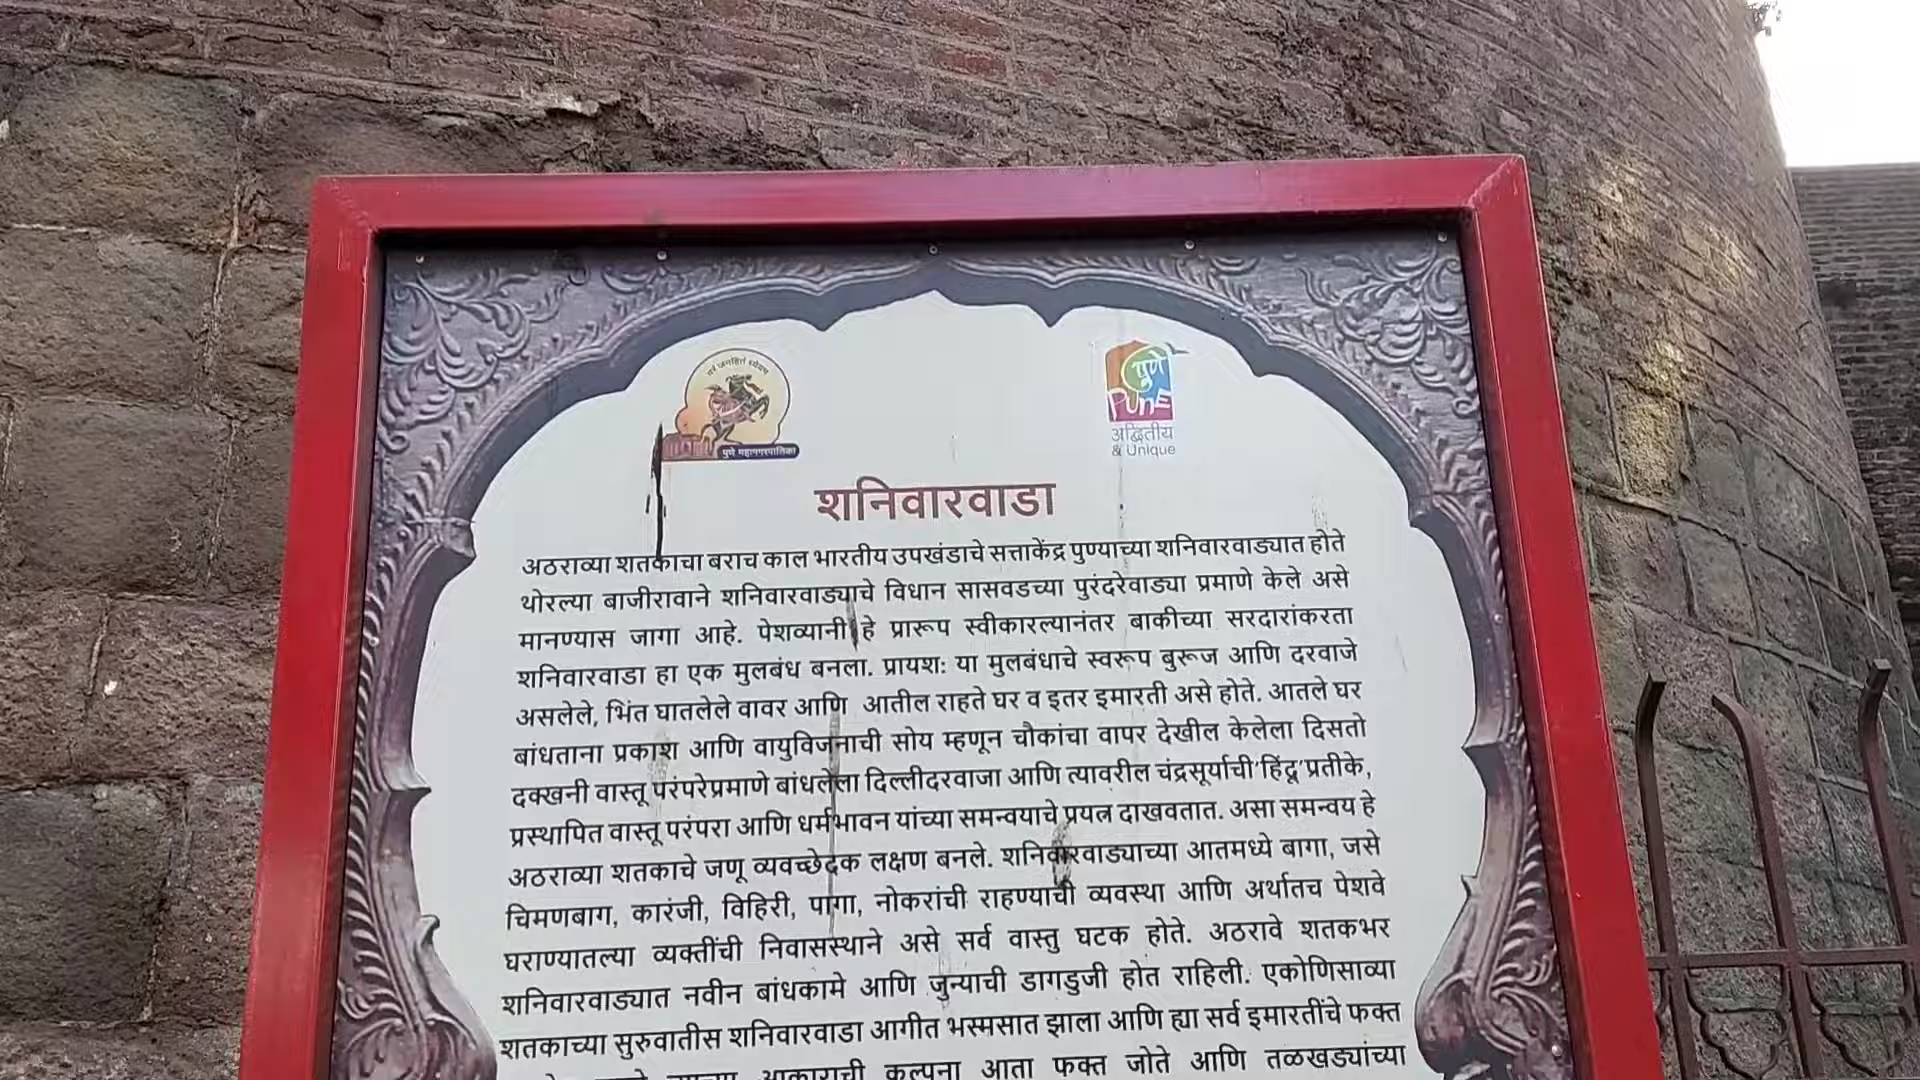 पुणे महानगरपालिका
पुणे
PUNE
अद्वितीय
& Unique
शनिवारवाडा
अठराव्या शतकाचा बराच काल भारतीय उपखंडाचे सत्ताकेंद्र पुण्याच्या शनिवारवाड्यात होते
थोरल्या बाजीरावाने शनिवारवाड्याचे विधान सासवडच्या पुरंदरेवाड्या प्रमाणे केले असे
मानण्यास जागा आहे. पेशव्यानी हे प्रारूप स्वीकारल्यानंतर बाकीच्या सरदारांकरता
शनिवारवाडा हा एक मुलबंध बनला. प्रायश: या मुलबंधाचे स्वरूप बुरूज आणि दरवाजे
असलेले, भिंत घातलेले वावर आणि आतील राहते घर व इतर इमारती असे होते. आतले घर
बांधताना प्रकाश आणि वायुविजनाची सोय म्हणून चौकांचा वापर देखील केलेला दिसतो
दक्खनी वास्तू परंपरेप्रमाणे बांधलेला दिल्लीदरवाजा आणि त्यावरील चंद्रसूर्याची 'हिंदू' प्रतीके,
प्रस्थापित वास्तू परंपरा आणि धर्मभावन यांच्या समन्वयाचे प्रयत्न दाखवतात. असा समन्वय हे
अठराव्या शतकाचे जणू व्यवच्छेदक लक्षण बनले. शनिवारवाड्याच्या आतमध्ये बागा, जसे
चिमणबाग, कारंजी, विहिरी, पागा, नोकरांची राहण्याची व्यवस्था आणि अर्थातच पेशवे
घराण्यातल्या व्यक्तींची निवासस्थाने असे सर्व वास्तु घटक होते. अठरावे शतकभर
शनिवारवाड्यात नवीन बांधकामे आणि जुन्याची डागडुजी होत राहिली. एकोणिसाव्या
शतकाच्या सुरुवातीस शनिवारवाडा आगीत भस्मसात झाला आणि ह्या सर्व इमारतींचे फक्त
आकाराची कल्पना आता फक्त जोते आणि तळखड्यांच्या